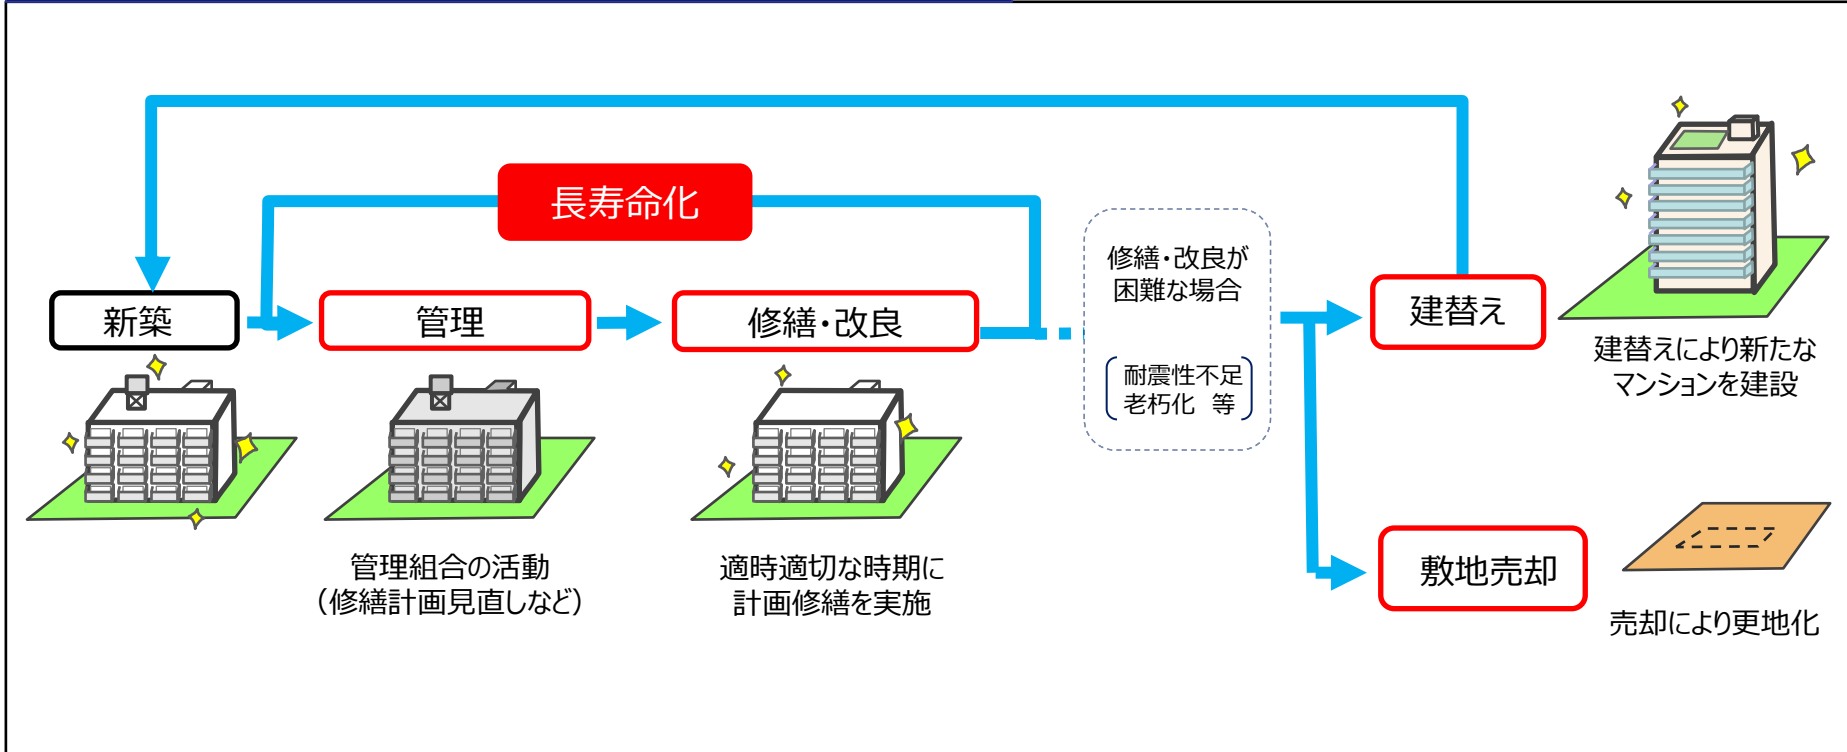 長寿命化
新築
管理
修繕・改良
修繕・改良が
困難な場合
耐震性不足
老朽化 等
建替え
建替えにより新たな
マンションを建設
管理組合の活動
（修繕計画見直しなど）
適時適切な時期に
計画修繕を実施
敷地売却
売却により更地化